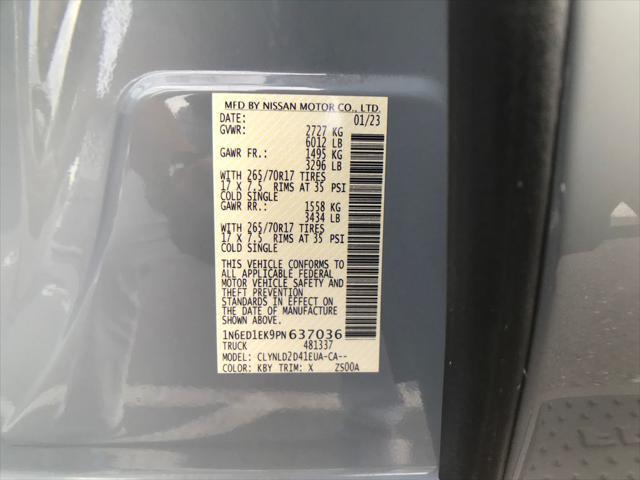 MFD BY NISSAN MOTOR CO., LTD.
DATE: 01/23
GVWR: 2727 KG
6012 LB
GAWR FR.: 1495 KG
3296 LB
WITH 265/70R17 TIRES
17 X 7.5 RIMS AT 35 PSI
COLD SINGLE
GAWR RR.: 1558 KG
3434 LB
WITH 265/70R17 TIRES
17 X 7.5 RIMS AT 35 PSI
COLD SINGLE
THIS VEHICLE CONFORMS TO
ALL APPLICABLE FEDERAL
MOTOR VEHICLE SAFETY AND
THEFT PREVENTION
STANDARDS IN EFFECT ON
THE DATE OF MANUFACTURE
SHOWN ABOVE.
1N6ED1EK9PN637036
TRUCK 481337
MODEL: CLYNLD2D41EUA-CA--
COLOR: KBY TRIM: X ZS00A